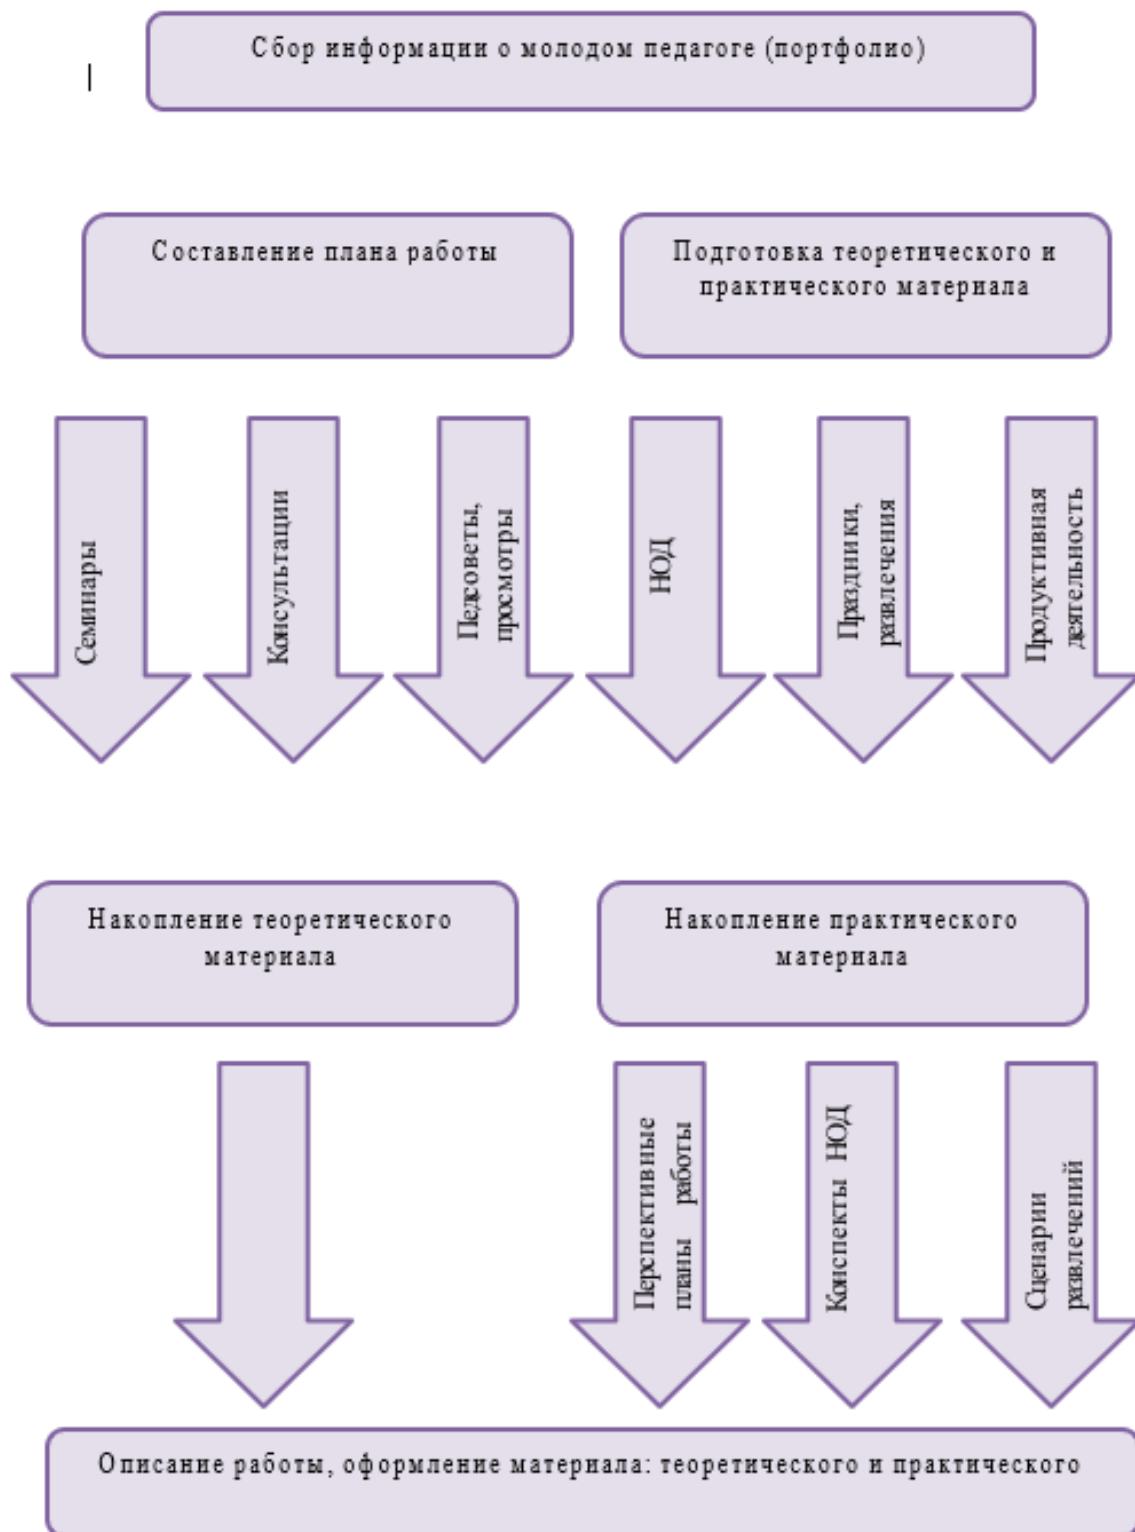 Сбор информации о молодом педагоге (портфолио)
Составление плана работы
Подготовка теоретического и
практического материала
Семинары
Консультации
Педсоветы,
просмотры
НОД
Праздники,
развлечения
Продуктивная
деятельность
Накопление теоретического
материала
Накопление практического
материала
Перспективные
планы работы
Конспекты НОД
Сценарии
развлечений
Описание работы, оформление материала: теоретического и практического